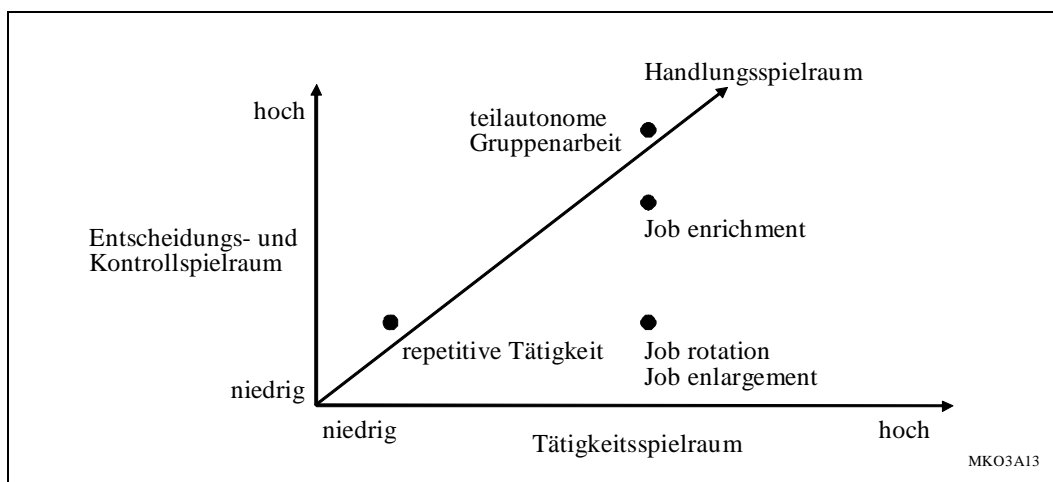 Handlungsspielraum
hoch
teilautonome
Gruppenarbeit
Entscheidungs- und
Kontrollspielraum
Job enrichment
repetitive Tätigkeit
Job rotation
Job enlargement
niedrig
niedrig
Tätigkeitsspielraum
hoch
MKO3A13